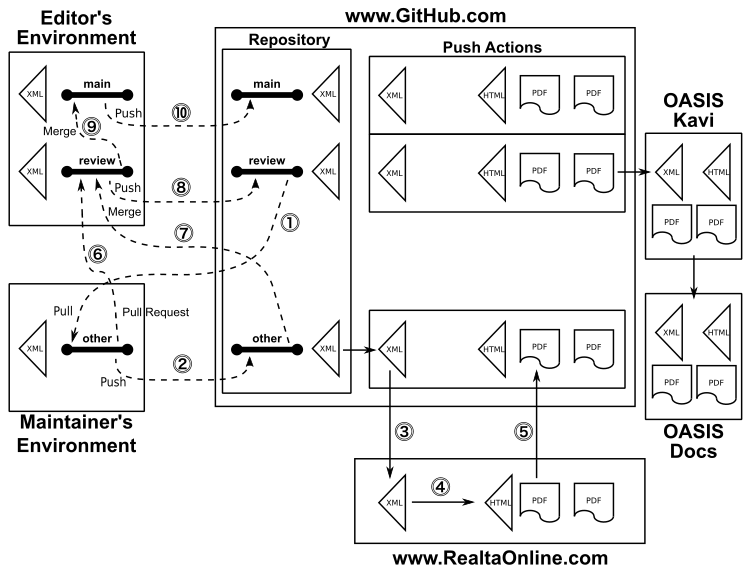 Editor's
Environment
www.GitHub.com
Repository
Push Actions
XML
main
main
XML
XML
HTML
PDF
PDF
Push
⑩
Merge
⑨
OASIS
Kavi
XML
review
review
XML
XML
HTML
PDF
PDF
XML
HTML
Push
⑧
Merge
①
⑦
PDF
PDF
⑥
Pull
Pull Request
XML
other
other
XML
XML
HTML
PDF
PDF
XML
HTML
②
Push
PDF
PDF
Maintainer's
Environment
③
⑤
OASIS
Docs
④
XML
HTML
PDF
PDF
www.RealtaOnline.com